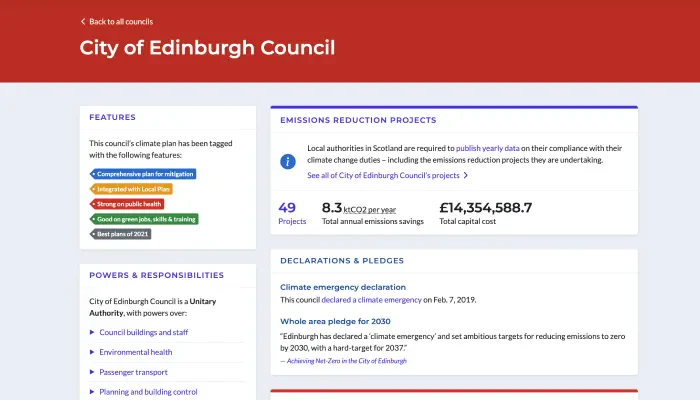 Back to all councils
City of Edinburgh Council
FEATURES
This council's climate plan has been tagged
with the following features:
Comprehensive plan for mitigation
Integrated with Local Plan
Strong on public health
Good on green jobs, skills & training
Best plans of 2021
POWERS & RESPONSIBILITIES
City of Edinburgh Council is a Unitary
Authority, with powers over:
Council buildings and staff
Environmental health
Passenger transport
Planning and building control
EMISSIONS REDUCTION PROJECTS
Local authorities in Scotland are required to publish yearly data on their compliance with their
climate change duties – including the emissions reduction projects they are undertaking.
See all of City of Edinburgh Council's projects
49
Projects
8.3 ktCO2 per year
Total annual emissions savings
£14,354,588.7
Total capital cost
DECLARATIONS & PLEDGES
Climate emergency declaration
This council declared a climate emergency on Feb. 7, 2019.
Whole area pledge for 2030
"Edinburgh has declared a 'climate emergency' and set ambitious targets for reducing emissions to zero
by 2030, with a hard-target for 2037."
— Achieving Net-Zero in the City of Edinburgh